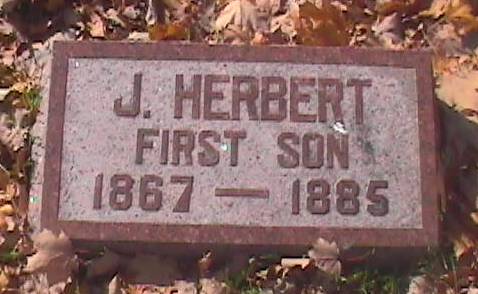 J. HERBERT
FIRST SON
1867 — 1885